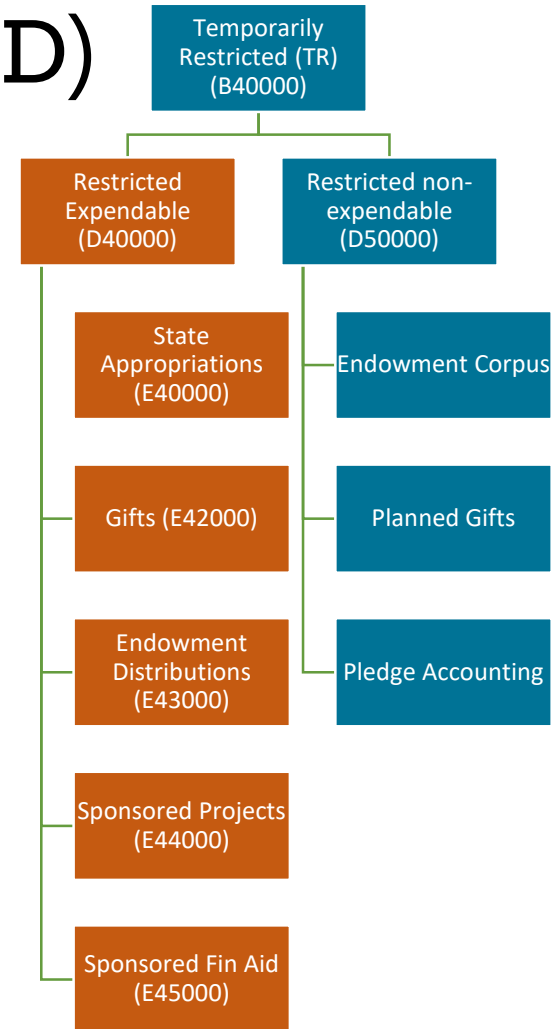 D)
Temporarily
Restricted (TR)
(B40000)
Restricted
Expendable
(D40000)
Restricted non-
expendable
(D50000)
State
Appropriations
(E40000)
Endowment Corpus
Gifts (E42000)
Planned Gifts
Endowment
Distributions
(E43000)
Pledge Accounting
Sponsored Projects
(E44000)
Sponsored Fin Aid
(E45000)